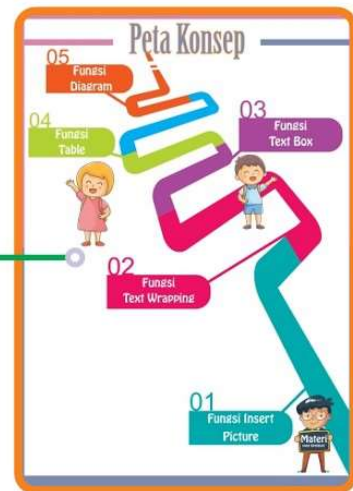 Peta Konsep
05
Fungsi
Diagram
04
Fungsi
Table
03
Fungsi
Text Box
02
Fungsi
Text Wrapping
01
Fungsi Insert
Picture
Materi